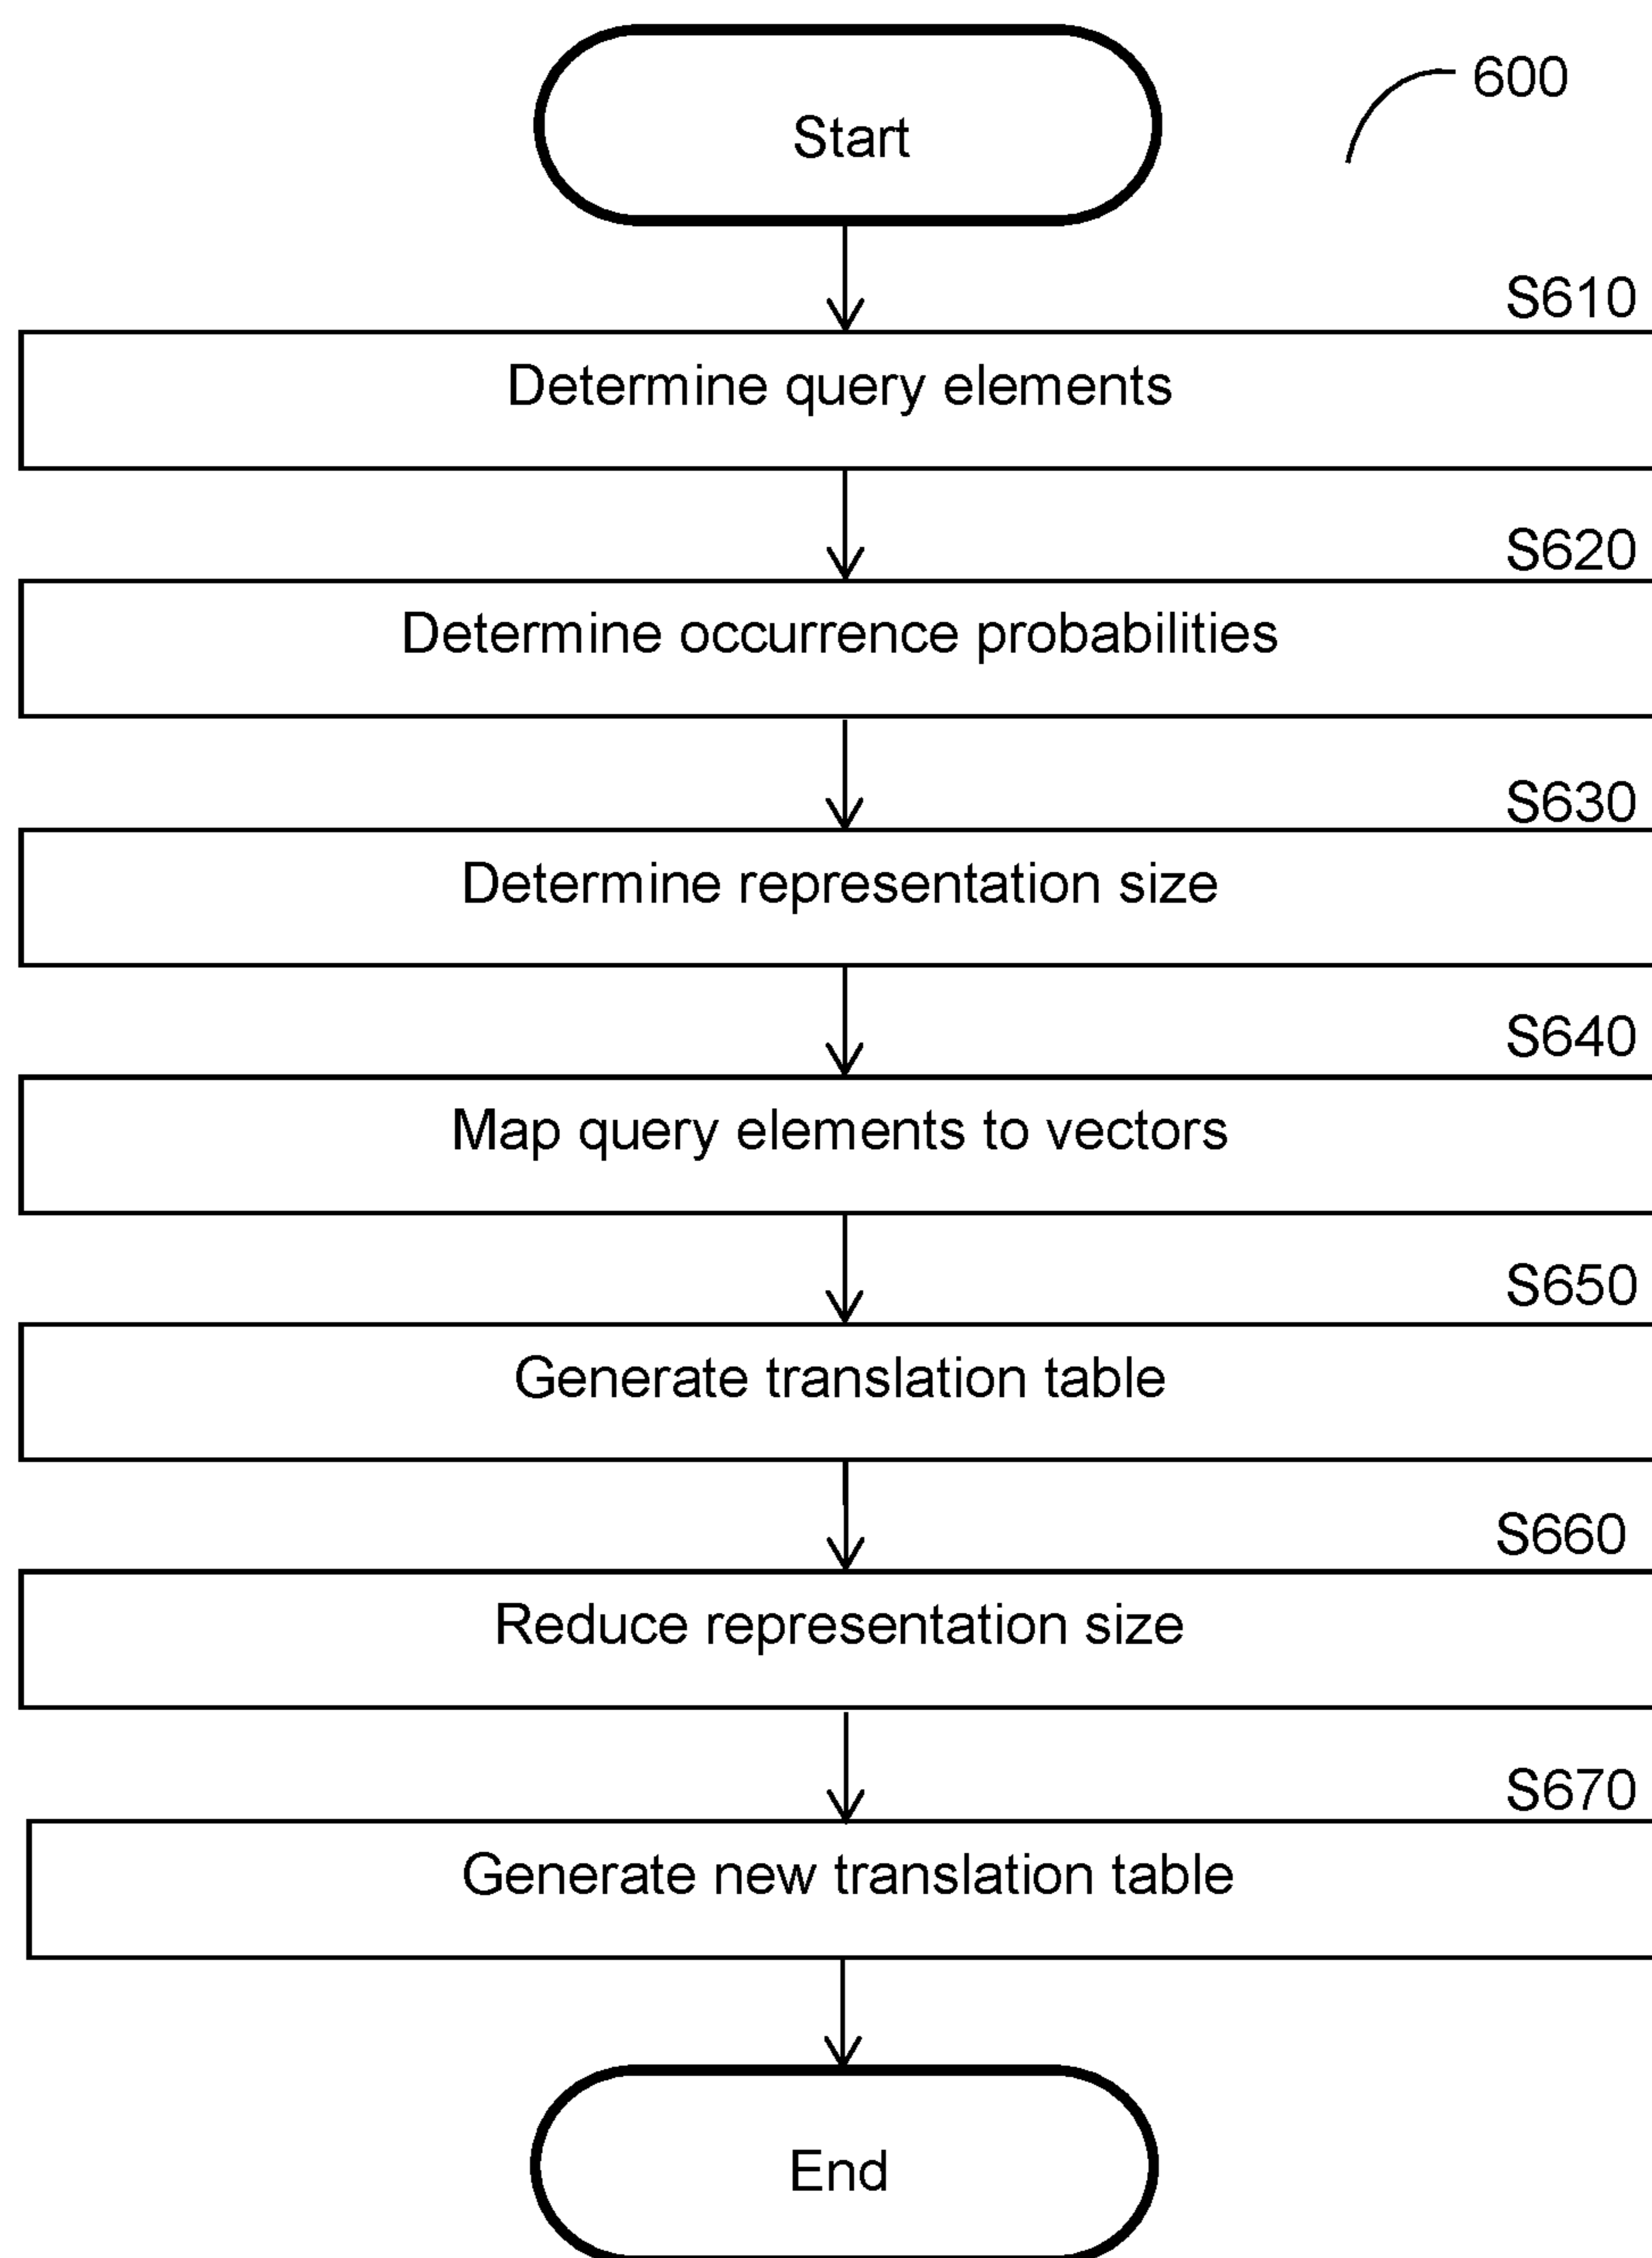 Start
600
S610
Determine query elements
S620
Determine occurrence probabilities
S630
Determine representation size
S640
Map query elements to vectors
S650
Generate translation table
S660
Reduce representation size
S670
Generate new translation table
End